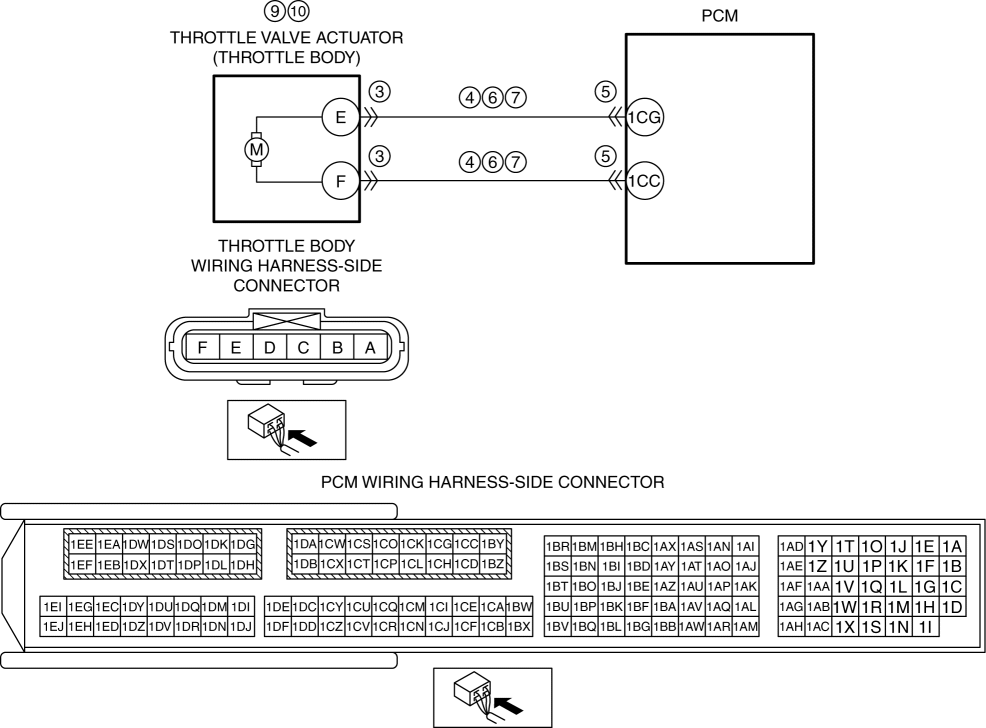 ⑨⑩
THROTTLE VALVE ACTUATOR
(THROTTLE BODY)
PCM
③ ④⑥⑦ ⑤
E 1CG
M
③ ④⑥⑦ ⑤
F 1CC
THROTTLE BODY
WIRING HARNESS-SIDE
CONNECTOR
F E D C B A
PCM WIRING HARNESS-SIDE CONNECTOR
1EE 1EA 1DW 1DS 1DO 1DK 1DG
1EF 1EB 1DX 1DT 1DP 1DL 1DH
1EI 1EG 1EC 1DY 1DU 1DQ 1DM 1DI
1EJ 1EH 1ED 1DZ 1DV 1DR 1DN 1DJ
1DA 1CW 1CS 1CO 1CK 1CG 1CC 1BY
1DB 1CX 1CT 1CP 1CL 1CH 1CD 1BZ
1DE 1DC 1CY 1CU 1CQ 1CM 1CI 1CE 1CA 1BW
1DF 1DD 1CZ 1CV 1CR 1CN 1CJ 1CF 1CB 1BX
1BR 1BM 1BH 1BC 1AX 1AS 1AN 1AI
1BS 1BN 1BI 1BD 1AY 1AT 1AO 1AJ
1BT 1BO 1BJ 1BE 1AZ 1AU 1AP 1AK
1BU 1BP 1BK 1BF 1BA 1AV 1AQ 1AL
1BV 1BQ 1BL 1BG 1BB 1AW 1AR 1AM
1AD 1Y 1T 1O 1J 1E 1A
1AE 1Z 1U 1P 1K 1F 1B
1AF 1AA 1V 1Q 1L 1G 1C
1AG 1AB 1W 1R 1M 1H 1D
1AH 1AC 1X 1S 1N 1I